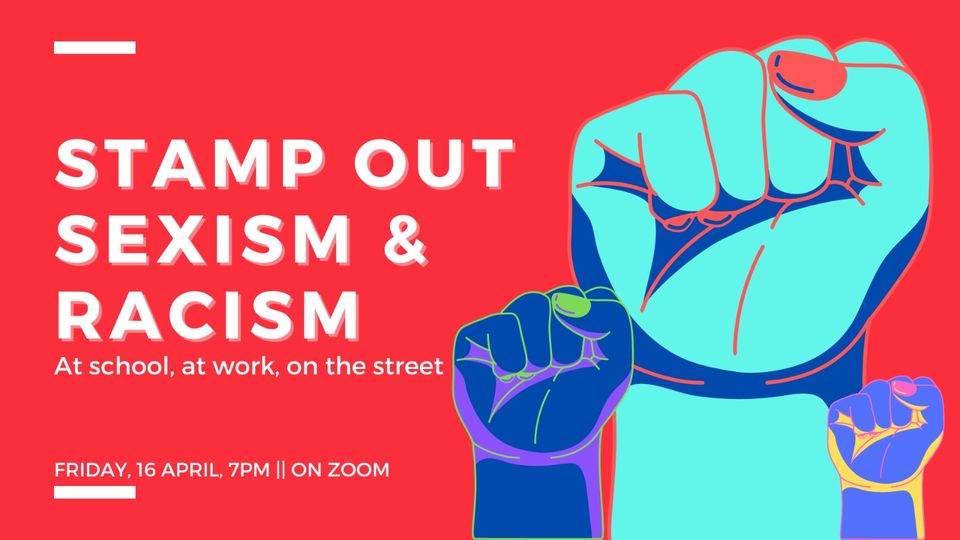 STAMP OUT
SEXISM &
RACISM
At school, at work, on the street
FRIDAY, 16 APRIL, 7PM || ON ZOOM